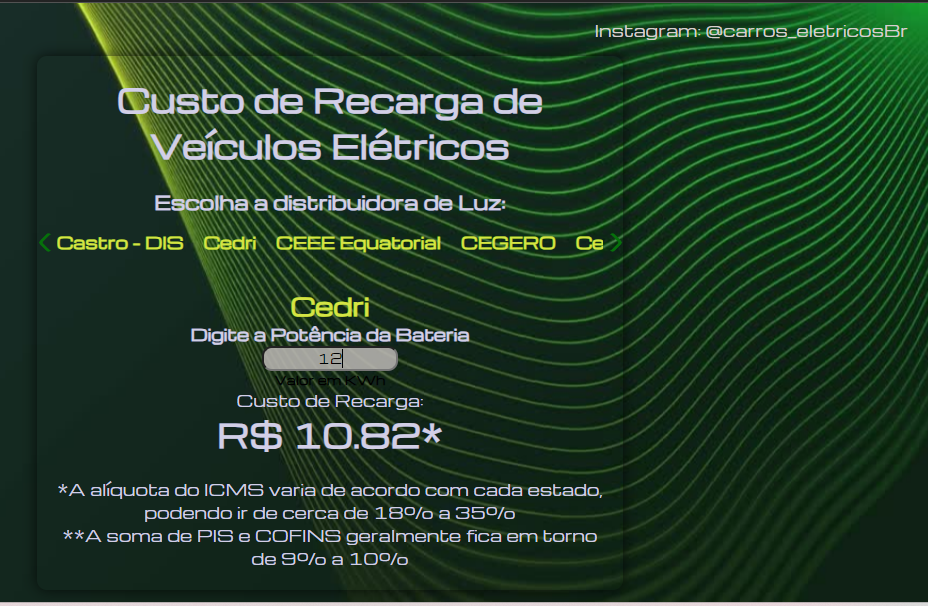 Instagram: @carros_eletricosBr
Custo de Recarga de
Veículos Elétricos
Escolha a distribuidora de Luz:
< Castro - DIS Cedri CEEE Equatorial CEGERO Ce >
Cedri
Digite a Potência da Bateria
12
Valor em KWh
Custo de Recarga:
R$ 10.82*
*A alíquota do ICMS varia de acordo com cada estado,
podendo ir de cerca de 18% a 35%
**A soma de PIS e COFINS geralmente fica em torno
de 9% a 10%